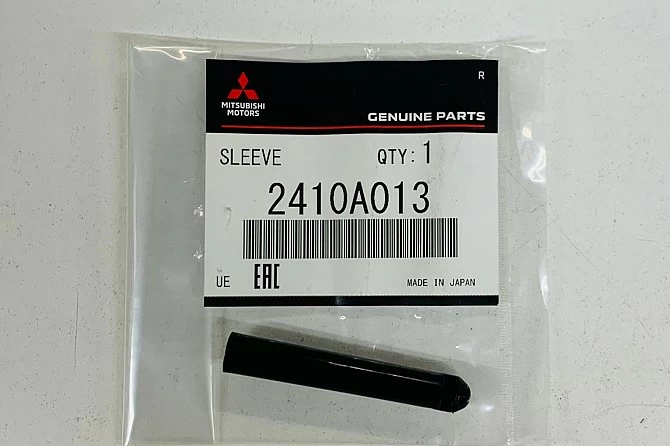 R
MITSUBISHI
MOTORS
GENUINE PARTS
SLEEVE QTY: 1
2410A013
UE EAC MADE IN JAPAN